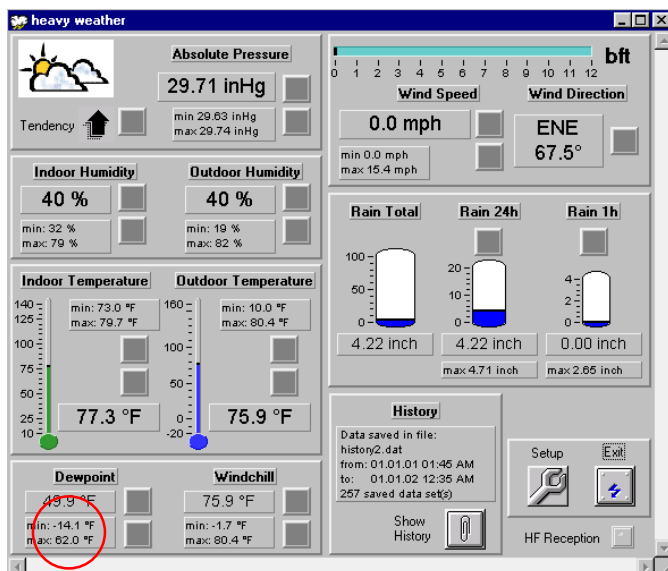 heavy weather
Absolute Pressure
29.71 inHg
Tendency
min 29.63 inHg
max 29.74 inHg
bft
0 1 2 3 4 5 6 7 8 9 10 11 12
Wind Speed
Wind Direction
0.0 mph
min 0.0 mph
max 15.4 mph
ENE
67.5°
Indoor Humidity
Outdoor Humidity
40 %
40 %
min: 32 %
max: 79 %
min: 19 %
max: 82 %
Rain Total
Rain 24h
Rain 1h
100
50
0
20
10
0
4
2
0
4.22 inch
4.22 inch
0.00 inch
max 4.71 inch
max 2.65 inch
Indoor Temperature
Outdoor Temperature
140
125
100
75
50
25
10
min: 73.0 °F
max: 79.7 °F
77.3 °F
160
100
50
0
-20
min: 10.0 °F
max: 80.4 °F
75.9 °F
Dewpoint
Windchill
49.9 °F
75.9 °F
min: -14.1 °F
max: 62.0 °F
min: -1.7 °F
max: 80.4 °F
History
Data saved in file:
history2.dat
from: 01.01.01 01:45 AM
to: 01.01.02 12:35 AM
257 saved data set(s)
Show
History
Setup
Exit
HF Reception